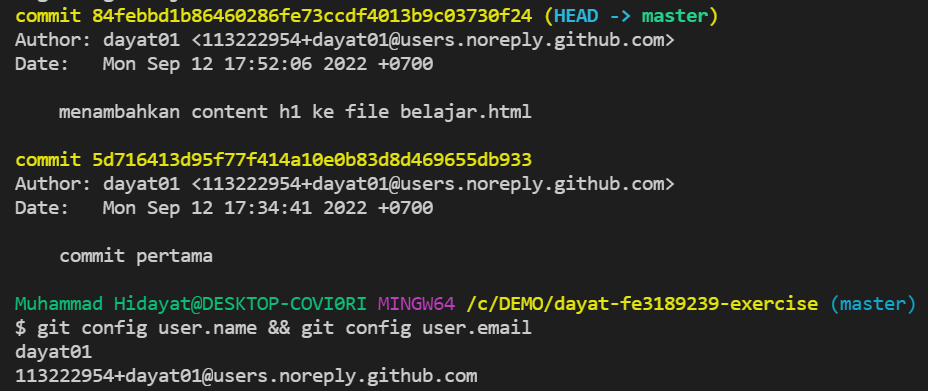 commit 84febbd1b86460286fe73ccdf4013b9c03730f24 (HEAD -> master)
Author: dayat01 <113222954+dayat01@users.noreply.github.com>
Date:   Mon Sep 12 17:52:06 2022 +0700
    menambahkan content h1 ke file belajar.html
commit 5d716413d95f77f414a10e0b83d8d469655db933
Author: dayat01 <113222954+dayat01@users.noreply.github.com>
Date:   Mon Sep 12 17:34:41 2022 +0700
    commit pertama
Muhammad Hidayat@DESKTOP-COVI0RI MINGW64 /c/DEMO/dayat-fe3189239-exercise (master)
$ git config user.name && git config user.email
dayat01
113222954+dayat01@users.noreply.github.com